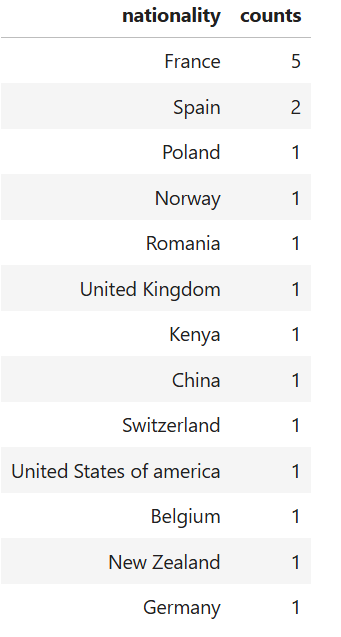 nationality counts
France 5
Spain 2
Poland 1
Norway 1
Romania 1
United Kingdom 1
Kenya 1
China 1
Switzerland 1
United States of america 1
Belgium 1
New Zealand 1
Germany 1